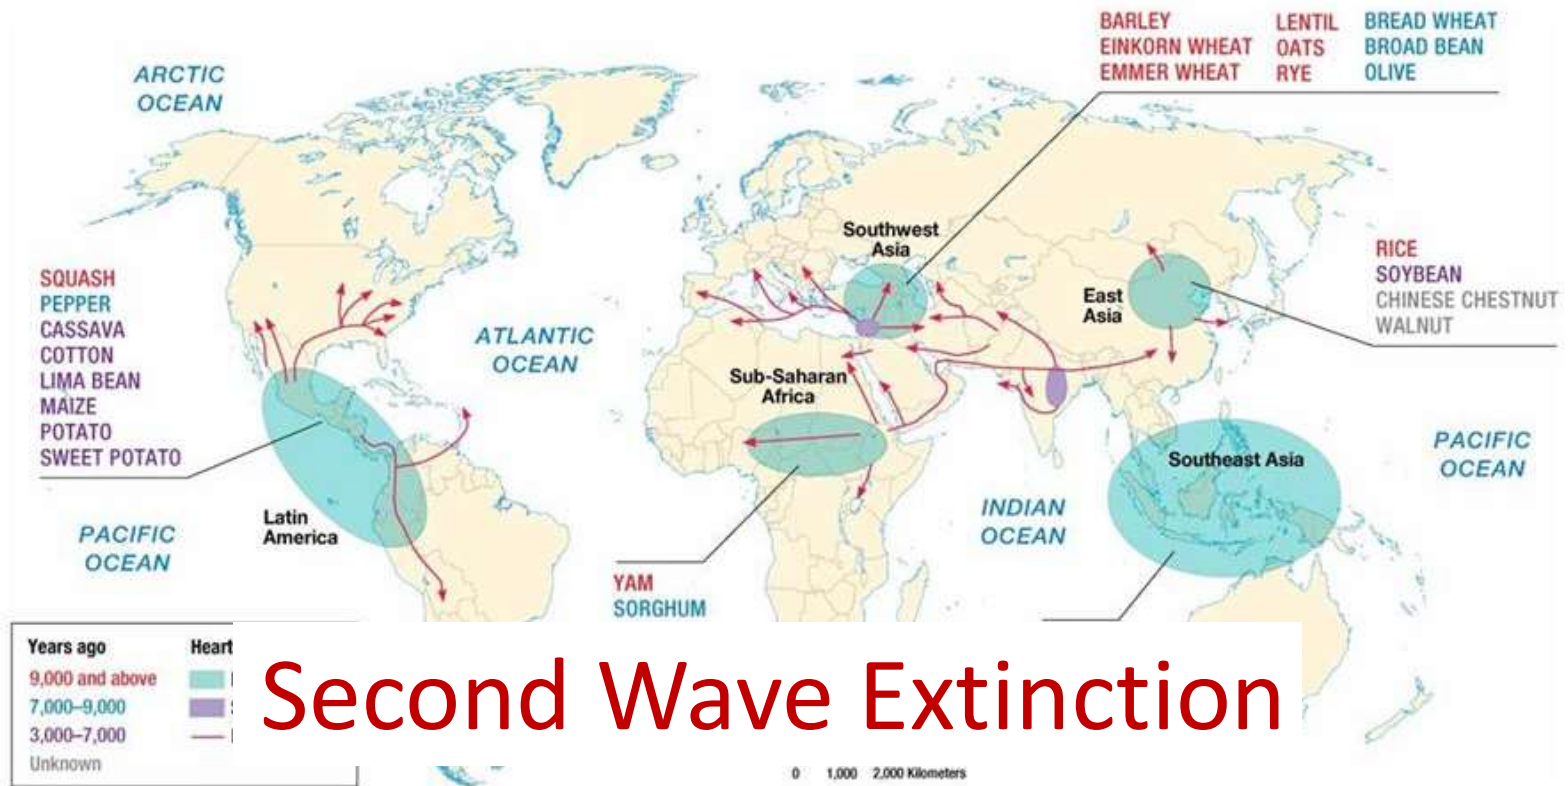 BARLEY
EINKORN WHEAT
EMMER WHEAT
LENTIL
OATS
RYE
BREAD WHEAT
BROAD BEAN
OLIVE
ARCTIC
OCEAN
Southwest
Asia
SQUASH
PEPPER
CASSAVA
COTTON
LIMA BEAN
MAIZE
POTATO
SWEET POTATO
ATLANTIC
OCEAN
East
Asia
RICE
SOYBEAN
CHINESE CHESTNUT
WALNUT
Sub-Saharan
Africa
Southeast Asia
PACIFIC
OCEAN
Latin
America
PACIFIC
OCEAN
INDIAN
OCEAN
YAM
SORGHUM
Years ago
9,000 and above
7,000–9,000
3,000–7,000
Unknown
Heart
Second Wave Extinction
0 1,000 2,000 Kilometers